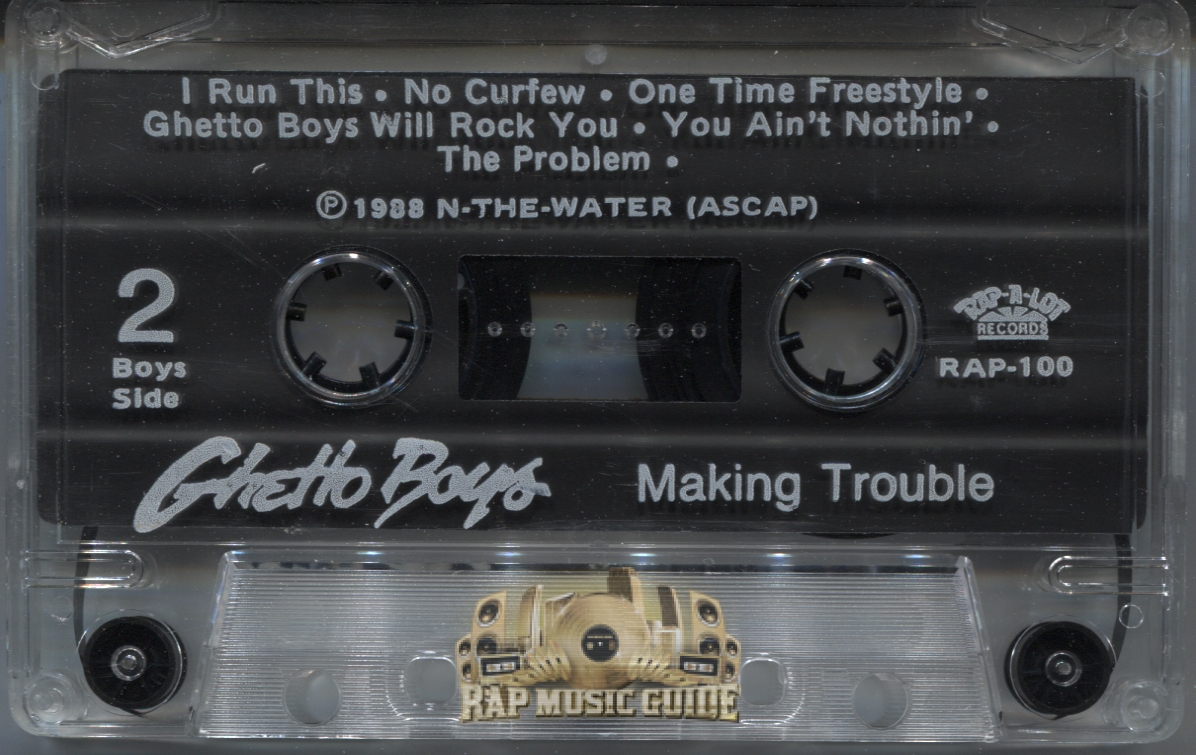 I Run This • No Curfew • One Time Freestyle •
Ghetto Boys Will Rock You • You Ain't Nothin' •
The Problem •
Ⓟ 1988 N-THE-WATER (ASCAP)
2
Boys
Side
RAP-A-LOT
RECORDS
RAP-100
Ghetto Boys
Making Trouble
RAP MUSIC GUIDE